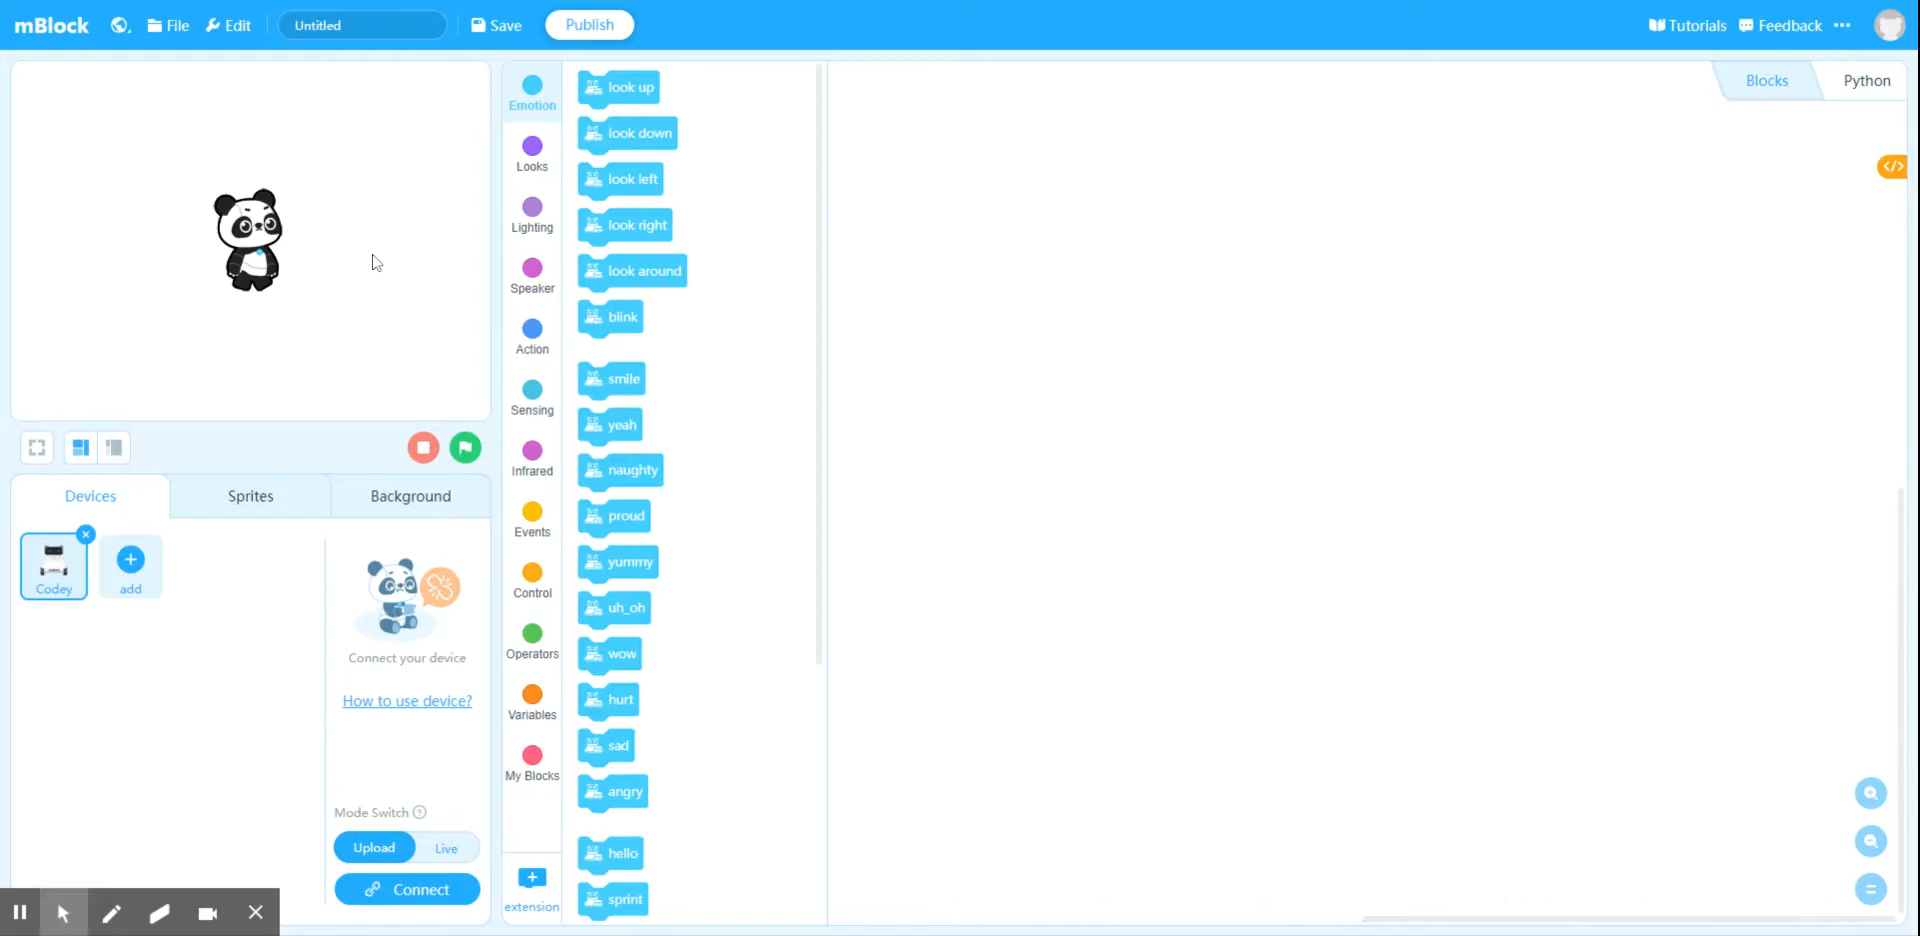 mBlock File Edit Untitled Save Publish Tutorials Feedback
Blocks Python
Emotion
Looks
Lighting
Speaker
Action
Sensing
Infrared
Events
Control
Operators
Variables
My Blocks
extension
look up
look down
look left
look right
look around
blink
smile
yeah
naughty
proud
yummy
uh_oh
wow
hurt
sad
angry
hello
sprint
Devices Sprites Background
Codey add
Connect your device
How to use device?
Mode Switch ?
Upload Live
Connect